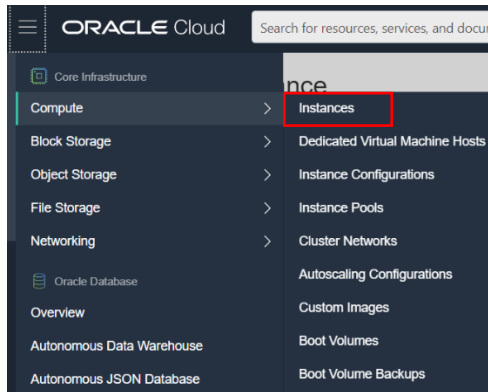 ORACLE Cloud
Search for resources, services, and docum
Core Infrastructure
nce
Compute
Instances
Block Storage
Dedicated Virtual Machine Hosts
Object Storage
Instance Configurations
File Storage
Instance Pools
Networking
Cluster Networks
Oracle Database
Autoscaling Configurations
Overview
Custom Images
Autonomous Data Warehouse
Boot Volumes
Autonomous JSON Database
Boot Volume Backups